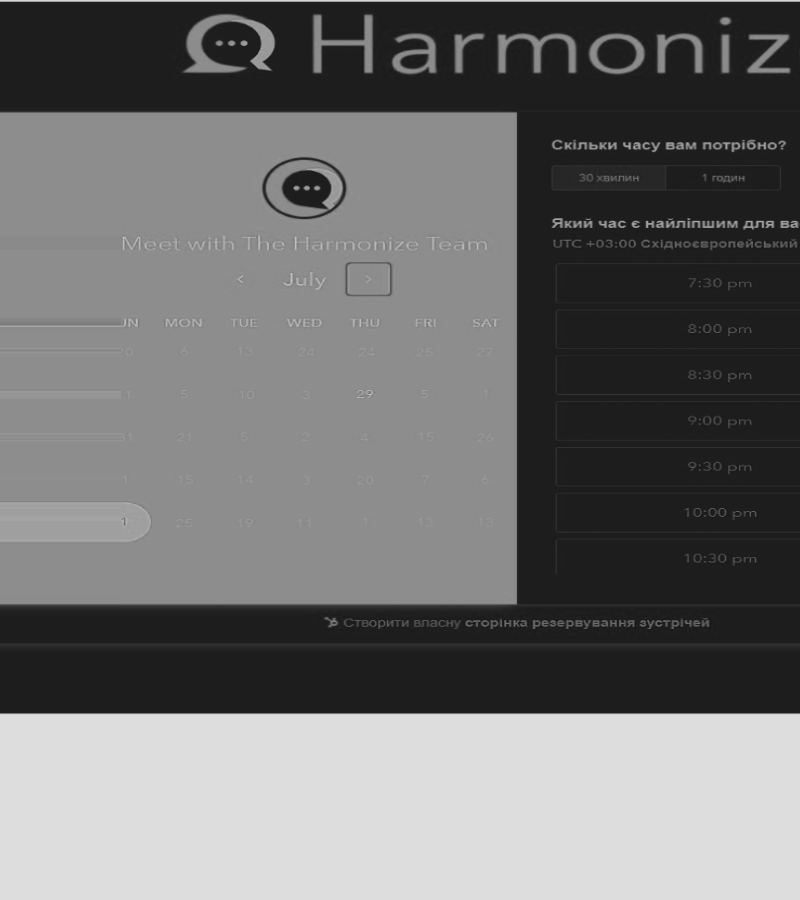 Harmoniz
Meet with The Harmonize Team
< July >
UN MON TUE WED THU FRI SAT
0 6 13 24 24 25 27
1 5 10 3 29 5 1
31 21 5 2 4 15 26
1 15 14 3 20 7 6
1 25 19 11 1 13 13
Скільки часу вам потрібно?
30 хвилин 1 годин
Який час є найліпшим для ва
UTC +03:00 Східноєвропейський
7:30 pm
8:00 pm
8:30 pm
9:00 pm
9:30 pm
10:00 pm
10:30 pm
Створити власну сторінка резервування зустрічей